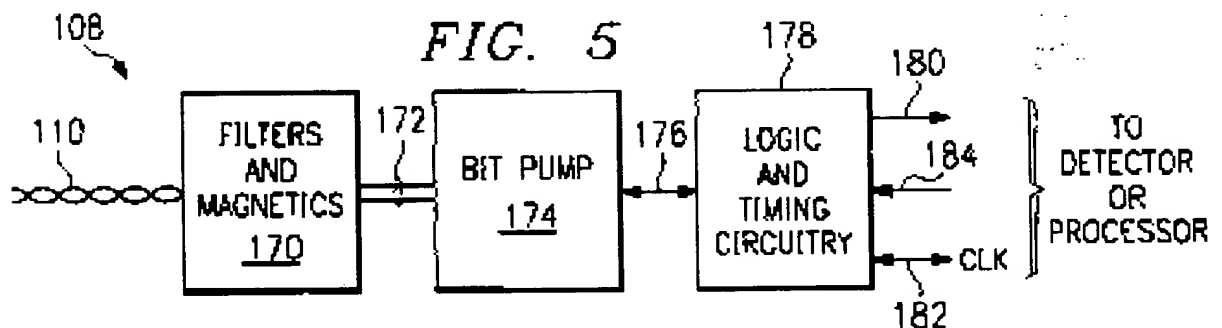 FIG. 5
108
110
FILTERS
AND
MAGNETICS
170
172
BIT PUMP
174
176
178
LOGIC
AND
TIMING
CIRCUITRY
180
184
CLK
182
TO
DETECTOR
OR
PROCESSOR